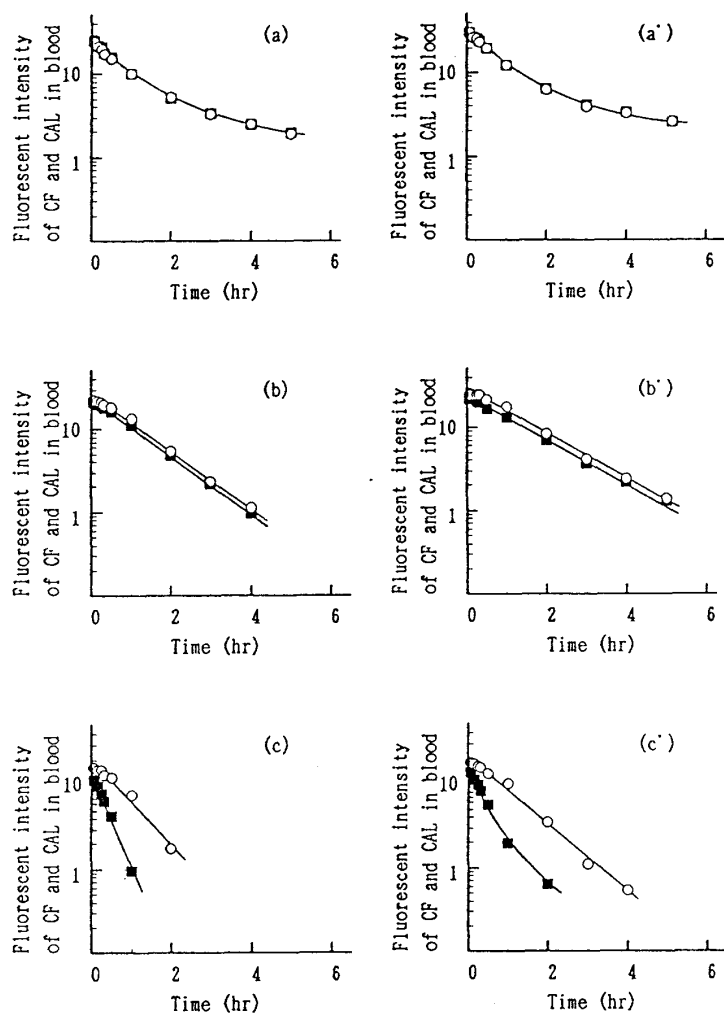 (a)
Fluorescent intensity
of CF and CAL in blood
10
1
0 2 4 6
Time (hr)
(a')
Fluorescent intensity
of CF and CAL in blood
10
1
0 2 4 6
Time (hr)
(b)
Fluorescent intensity
of CF and CAL in blood
10
1
0 2 4 6
Time (hr)
(b')
Fluorescent intensity
of CF and CAL in blood
10
1
0 2 4 6
Time (hr)
(c)
Fluorescent intensity
of CF and CAL in blood
10
1
0 2 4 6
Time (hr)
(c')
Fluorescent intensity
of CF and CAL in blood
10
1
0 2 4 6
Time (hr)